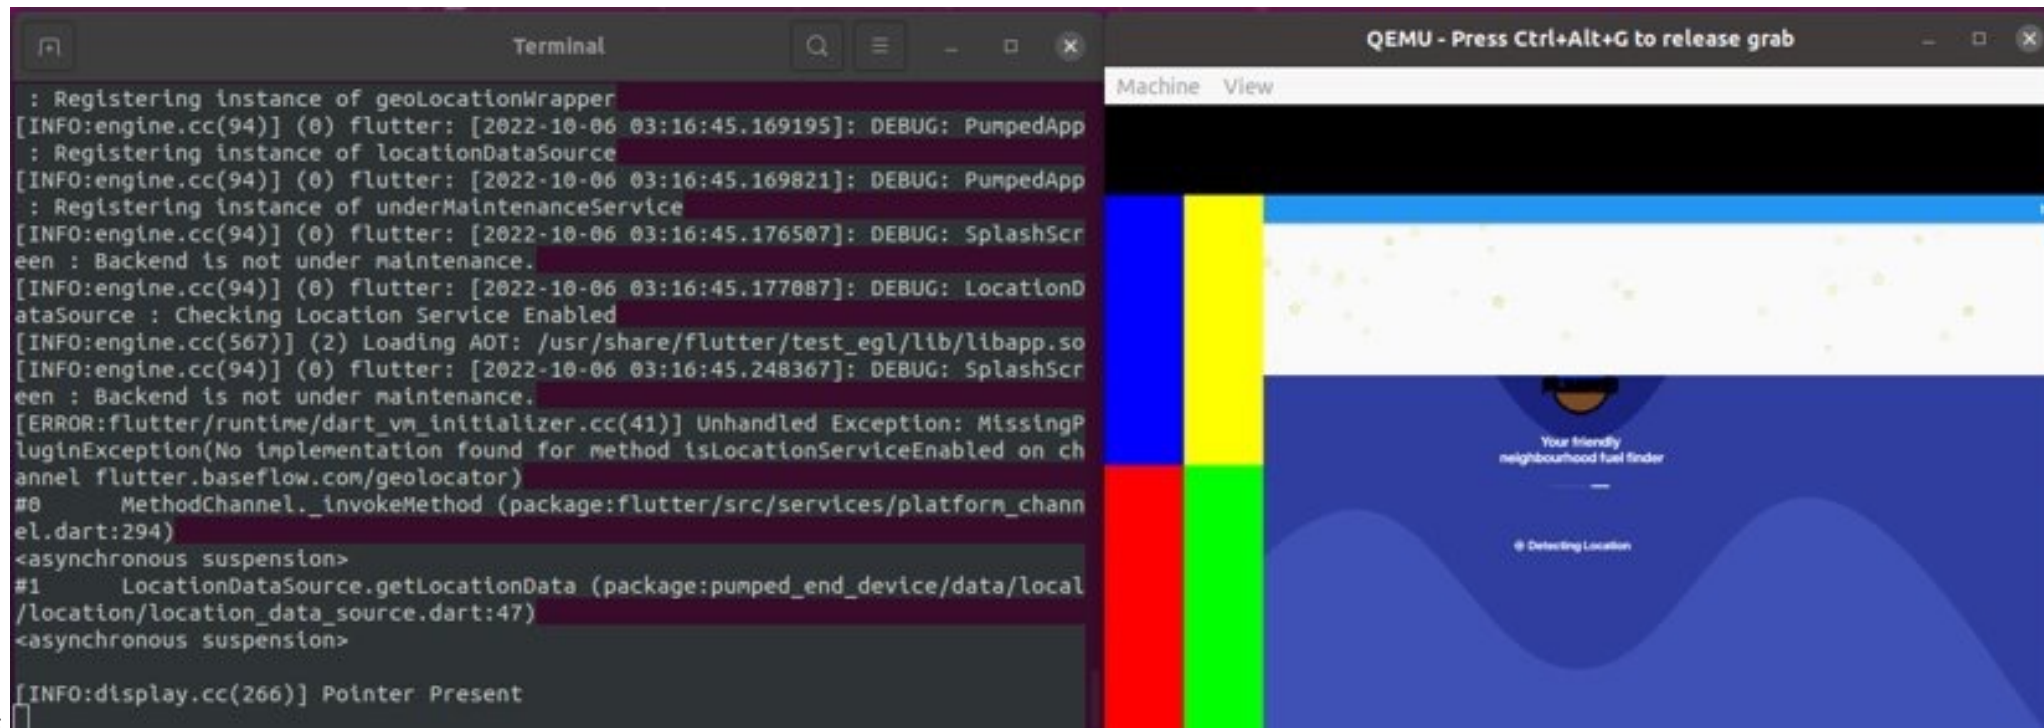 Terminal
: Registering instance of geoLocationWrapper
[INFO:engine.cc(94)] (0) flutter: [2022-10-06 03:16:45.169195]: DEBUG: PumpedApp
: Registering instance of locationDataSource
[INFO:engine.cc(94)] (0) flutter: [2022-10-06 03:16:45.169821]: DEBUG: PumpedApp
: Registering instance of underMaintenanceService
[INFO:engine.cc(94)] (0) flutter: [2022-10-06 03:16:45.176507]: DEBUG: SplashScr
een : Backend is not under maintenance.
[INFO:engine.cc(94)] (0) flutter: [2022-10-06 03:16:45.177087]: DEBUG: LocationD
ataSource : Checking Location Service Enabled
[INFO:engine.cc(567)] (2) Loading AOT: /usr/share/flutter/test_egl/lib/libapp.so
[INFO:engine.cc(94)] (0) flutter: [2022-10-06 03:16:45.248367]: DEBUG: SplashScr
een : Backend is not under maintenance.
[ERROR:flutter/runtime/dart_vm_initializer.cc(41)] Unhandled Exception: MissingP
luginException(No implementation found for method isLocationServiceEnabled on ch
annel flutter.baseflow.com/geolocator)
#0      MethodChannel._invokeMethod (package:flutter/src/services/platform_chann
el.dart:294)
<asynchronous suspension>
#1      LocationDataSource.getLocationData (package:pumped_end_device/data/local
/location/location_data_source.dart:47)
<asynchronous suspension>
[INFO:display.cc(266)] Pointer Present
QEMU - Press Ctrl+Alt+G to release grab
Machine View
Your friendly
neighbourhood fuel finder
Detecting Location